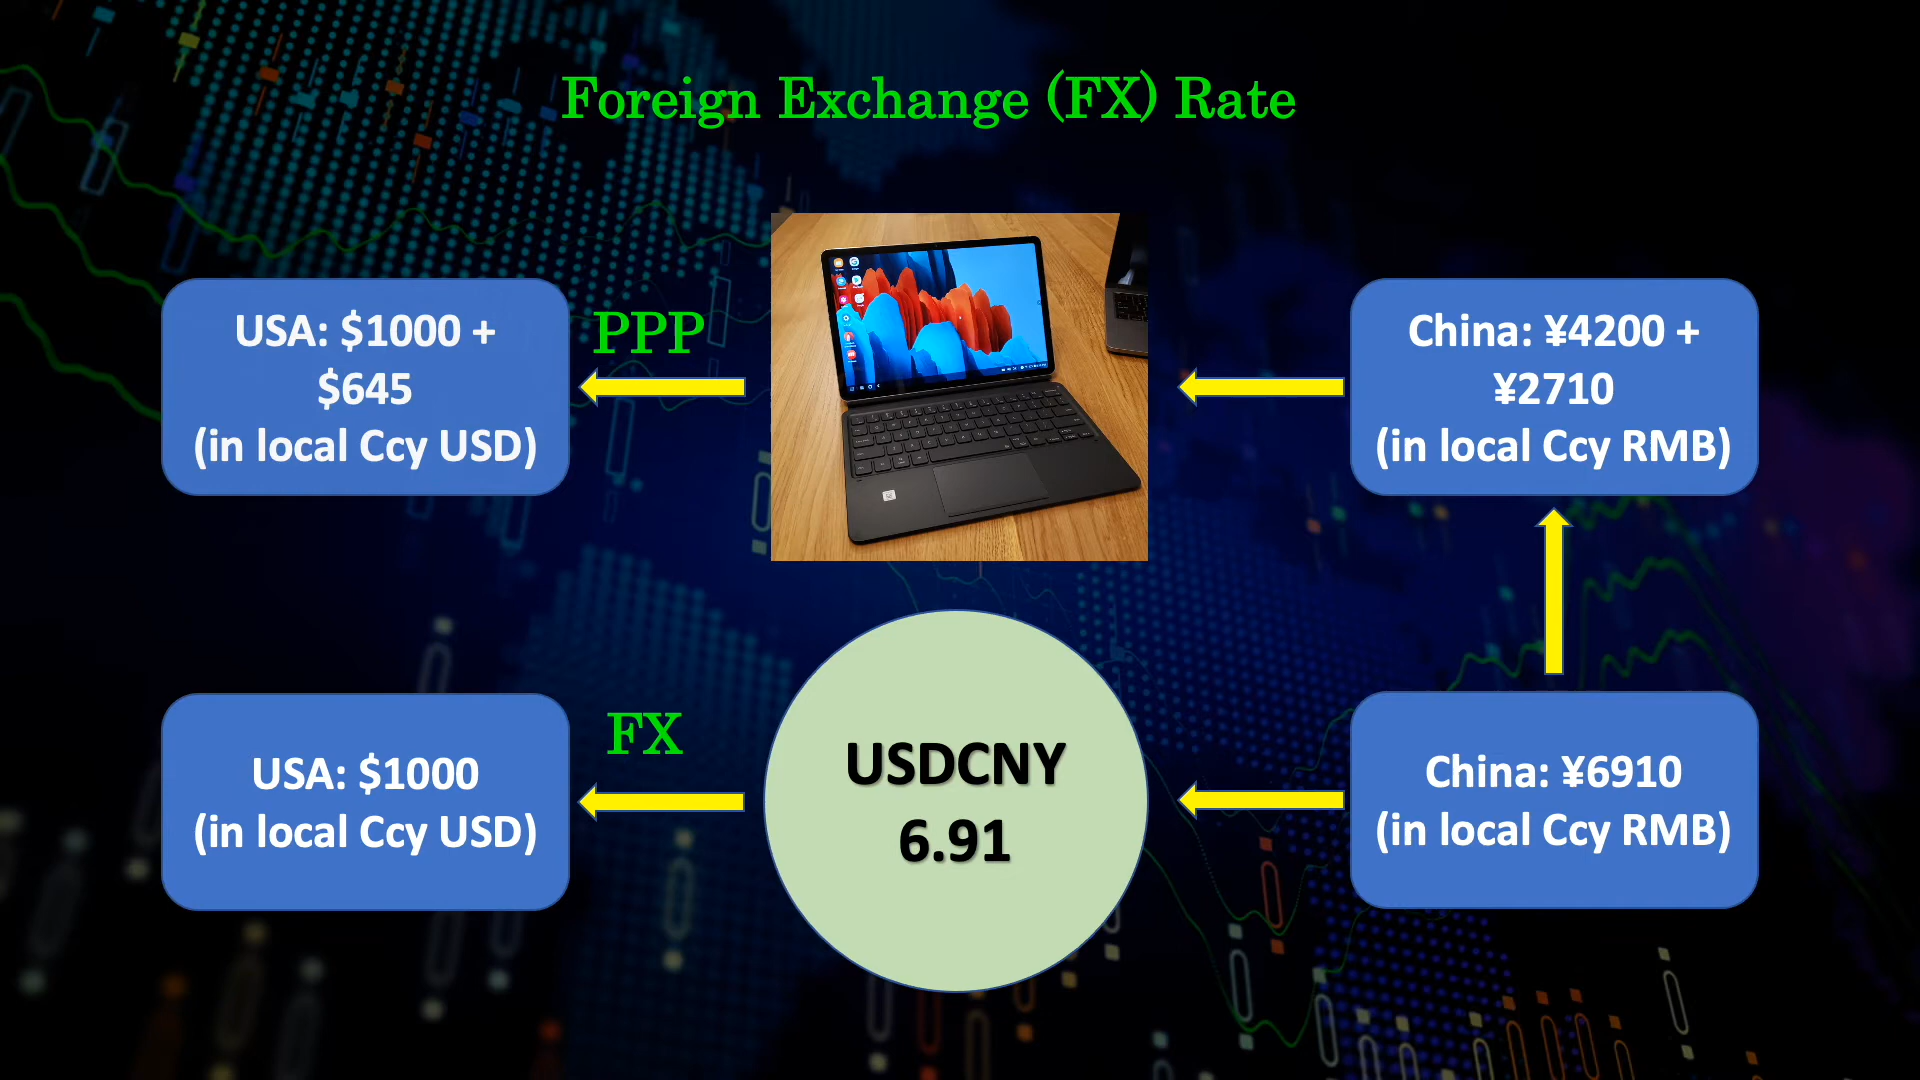 Foreign Exchange (FX) Rate
USA: $1000 +
$645
(in local Ccy USD)
PPP
China: ¥4200 +
¥2710
(in local Ccy RMB)
USA: $1000
(in local Ccy USD)
FX
USDCNY
6.91
China: ¥6910
(in local Ccy RMB)